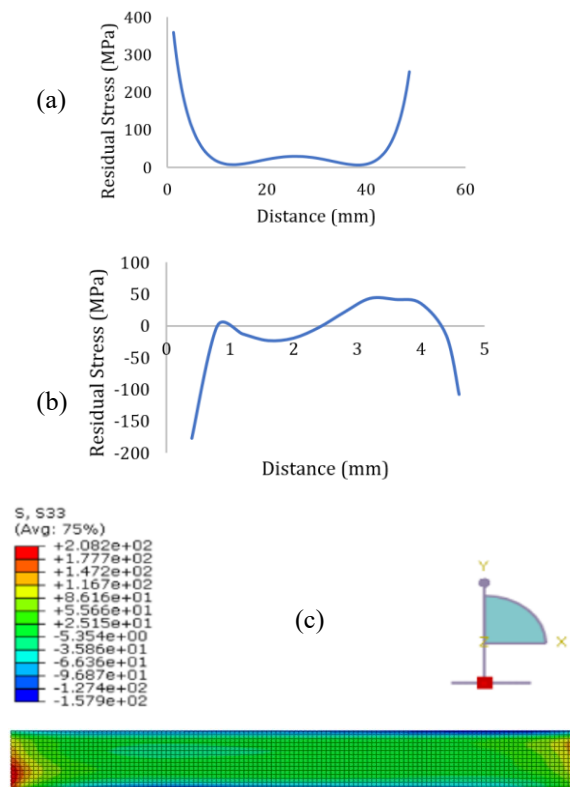 400
300
200
100
0
Residual Stress (MPa)
(a)
0 20 40 60
Distance (mm)
100
50
0
-50
-100
-150
-200
Residual Stress (MPa)
0 1 2 3 4 5
(b)
Distance (mm)
S, S33
(Avg: 75%)
+2.082e+02
+1.777e+02
+1.472e+02
+1.167e+02
+8.616e+01
+5.566e+01
+2.515e+01
-5.354e+00
-3.586e+01
-6.636e+01
-9.687e+01
-1.274e+02
-1.579e+02
(c)
Y
Z X